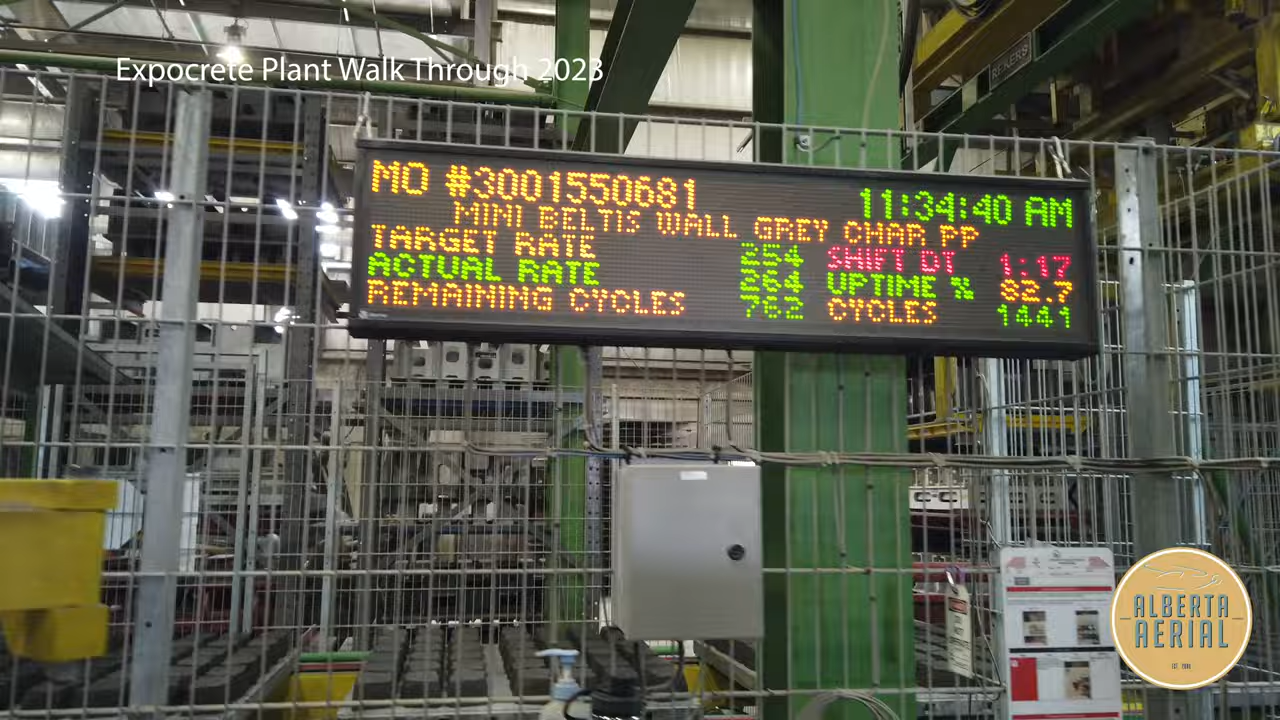 Expocrete Plant Walk Through 2023
REKERS
MO #3001550681 11:34:40 AM
MINI BELTIS WALL GREY CHAR PP
TARGET RATE 254 SHIFT DT 1:17
ACTUAL RATE 264 UPTIME % 82.7
REMAINING CYCLES 762 CYCLES 1441
ALBERTA
AERIAL